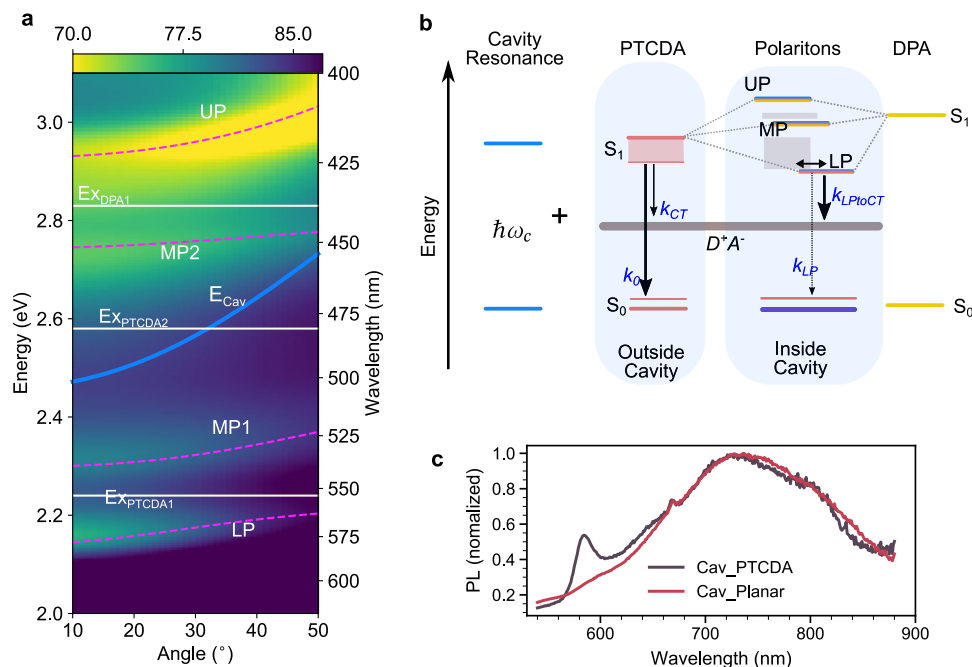 a
70.0 77.5 85.0
3.0
2.8
2.6
2.4
2.2
2.0
Energy (eV)
UP
Ex_DPA1
MP2
E_Cav
Ex_PTCDA2
MP1
Ex_PTCDA1
LP
400
425
450
475
500
525
550
575
600
Wavelength (nm)
10 20 30 40 50
Angle (°)
b
Cavity
Resonance
PTCDA
Polaritons
DPA
Energy
ħω_c
+
S₁
k_CT
k_0
S₀
Outside
Cavity
UP
MP
LP
k_LPtoCT
D⁺A⁻
k_LP
Inside
Cavity
S₁
S₀
c
PL (normalized)
1.0
0.8
0.6
0.4
0.2
Cav_PTCDA
Cav_Planar
600 700 800 900
Wavelength (nm)